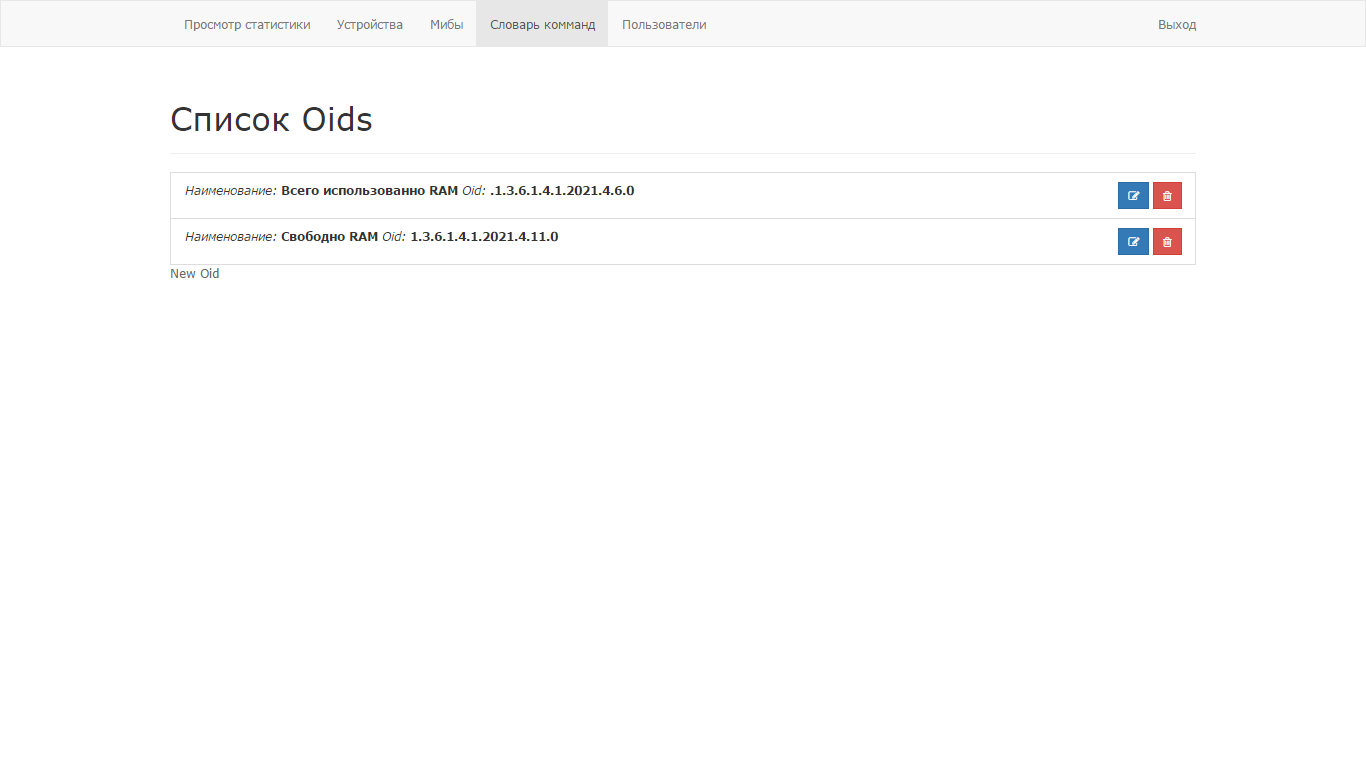 Просмотр статистики Устройства Мибы Словарь комманд Пользователи Выход
Список Oids
Наименование: Всего использованно RAM Oid: .1.3.6.1.4.1.2021.4.6.0
Наименование: Свободно RAM Oid: 1.3.6.1.4.1.2021.4.11.0
New Oid